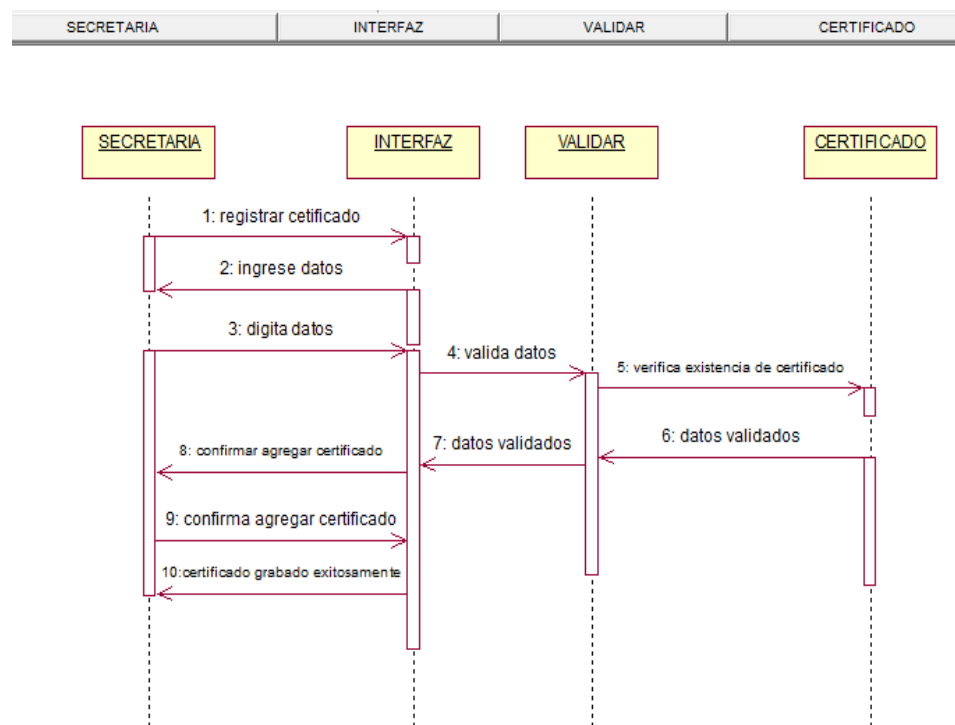 SECRETARIA INTERFAZ VALIDAR CERTIFICADO
SECRETARIA INTERFAZ VALIDAR CERTIFICADO
1: registrar cetificado
2: ingrese datos
3: digita datos
4: valida datos
5: verifica existencia de certificado
6: datos validados
7: datos validados
8: confirmar agregar certificado
9: confirma agregar certificado
10:certificado grabado exitosamente